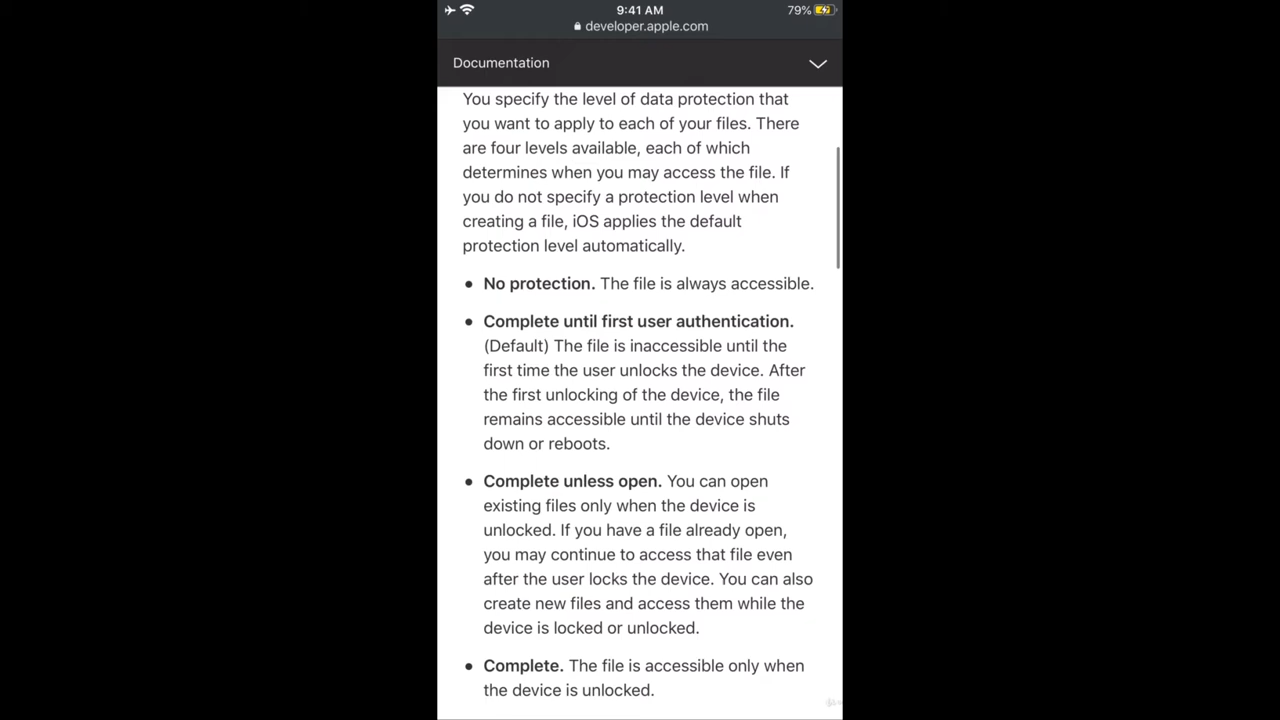 9:41 AM
79%
developer.apple.com
Documentation
You specify the level of data protection that
you want to apply to each of your files. There
are four levels available, each of which
determines when you may access the file. If
you do not specify a protection level when
creating a file, iOS applies the default
protection level automatically.
• No protection. The file is always accessible.
• Complete until first user authentication.
(Default) The file is inaccessible until the
first time the user unlocks the device. After
the first unlocking of the device, the file
remains accessible until the device shuts
down or reboots.
• Complete unless open. You can open
existing files only when the device is
unlocked. If you have a file already open,
you may continue to access that file even
after the user locks the device. You can also
create new files and access them while the
device is locked or unlocked.
• Complete. The file is accessible only when
the device is unlocked.